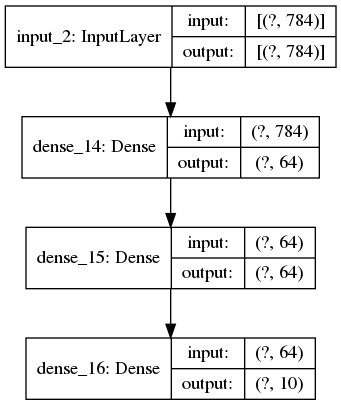 input_2: InputLayer
input: [(?, 784)]
output: [(?, 784)]
dense_14: Dense
input: (?, 784)
output: (?, 64)
dense_15: Dense
input: (?, 64)
output: (?, 64)
dense_16: Dense
input: (?, 64)
output: (?, 10)